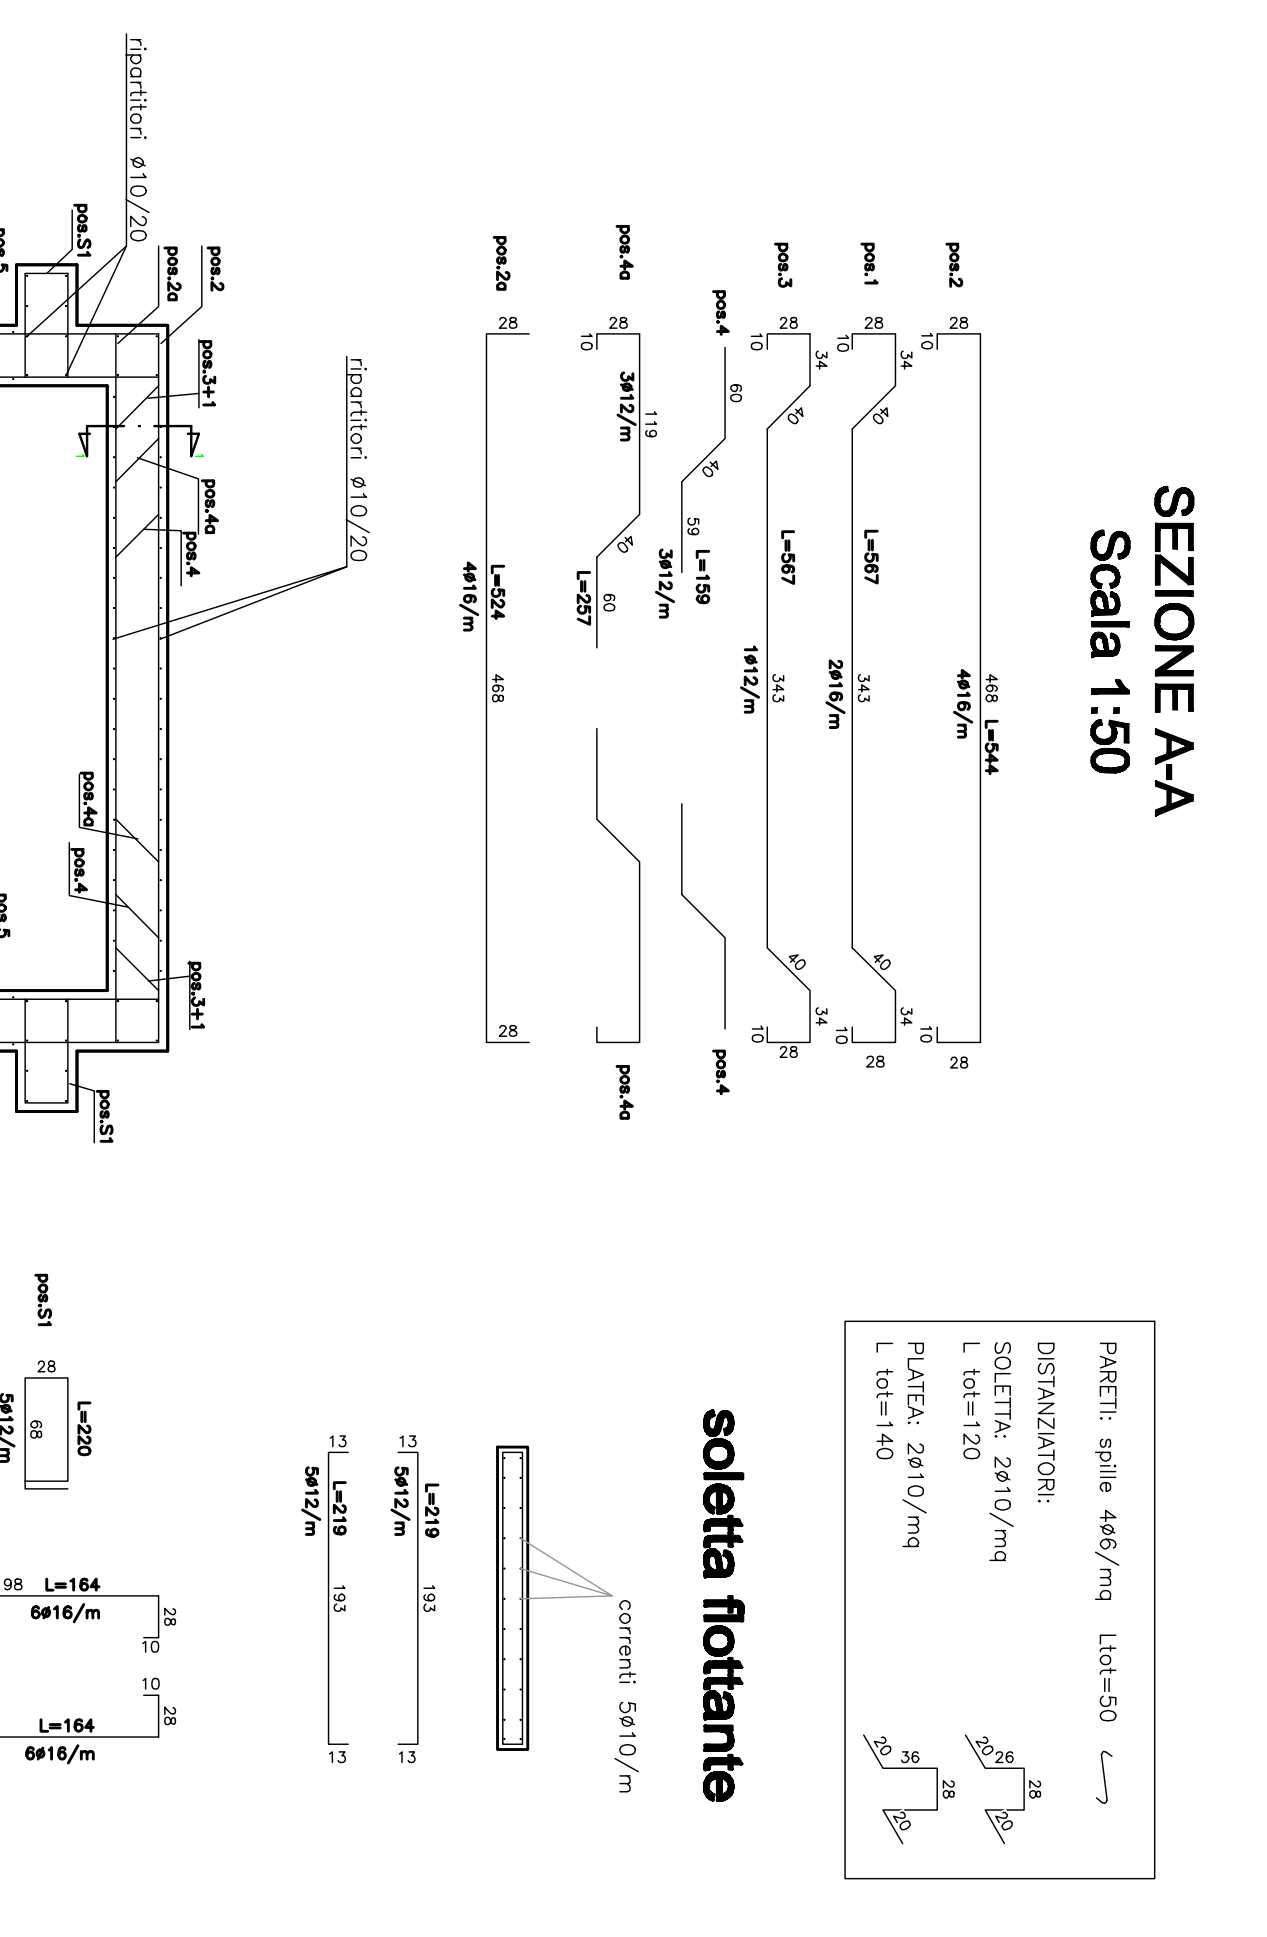 SEZIONE A-A
Scala 1:50
pos.2
28
10
468
L=544
4ø16/m
10
28
pos.1
28
10
34
40
L=567
343
2ø16/m
40
34
10
28
pos.3
28
10
34
40
L=567
343
1ø12/m
40
34
10
28
pos.4
60
40
59
L=159
3ø12/m
pos.4
pos.4a
28
10
119
3ø12/m
40
60
L=257
pos.4a
pos.2a
28
L=524
468
4ø16/m
28
ripartitori ø10/20
ripartitori ø10/20
pos.S1
pos.2a
pos.2
pos.3+1
1
1
pos.4a
pos.4
pos.4a
pos.4
pos.3+1
pos.S1
pos.5
pos.5
PARETI: spille 4ø6/mq Ltot=50
DISTANZIATORI:
SOLETTA: 2ø10/mq
L tot=120
20
26
28
20
PLATEA: 2ø10/mq
L tot=140
20
36
28
20
soletta flottante
correnti 5ø10/m
13
L=219
193
5ø12/m
13
13
L=219
193
5ø12/m
13
pos.S1
28
L=220
68
5ø12/m
98
L=164
6ø16/m
28
10
10
28
L=164
6ø16/m